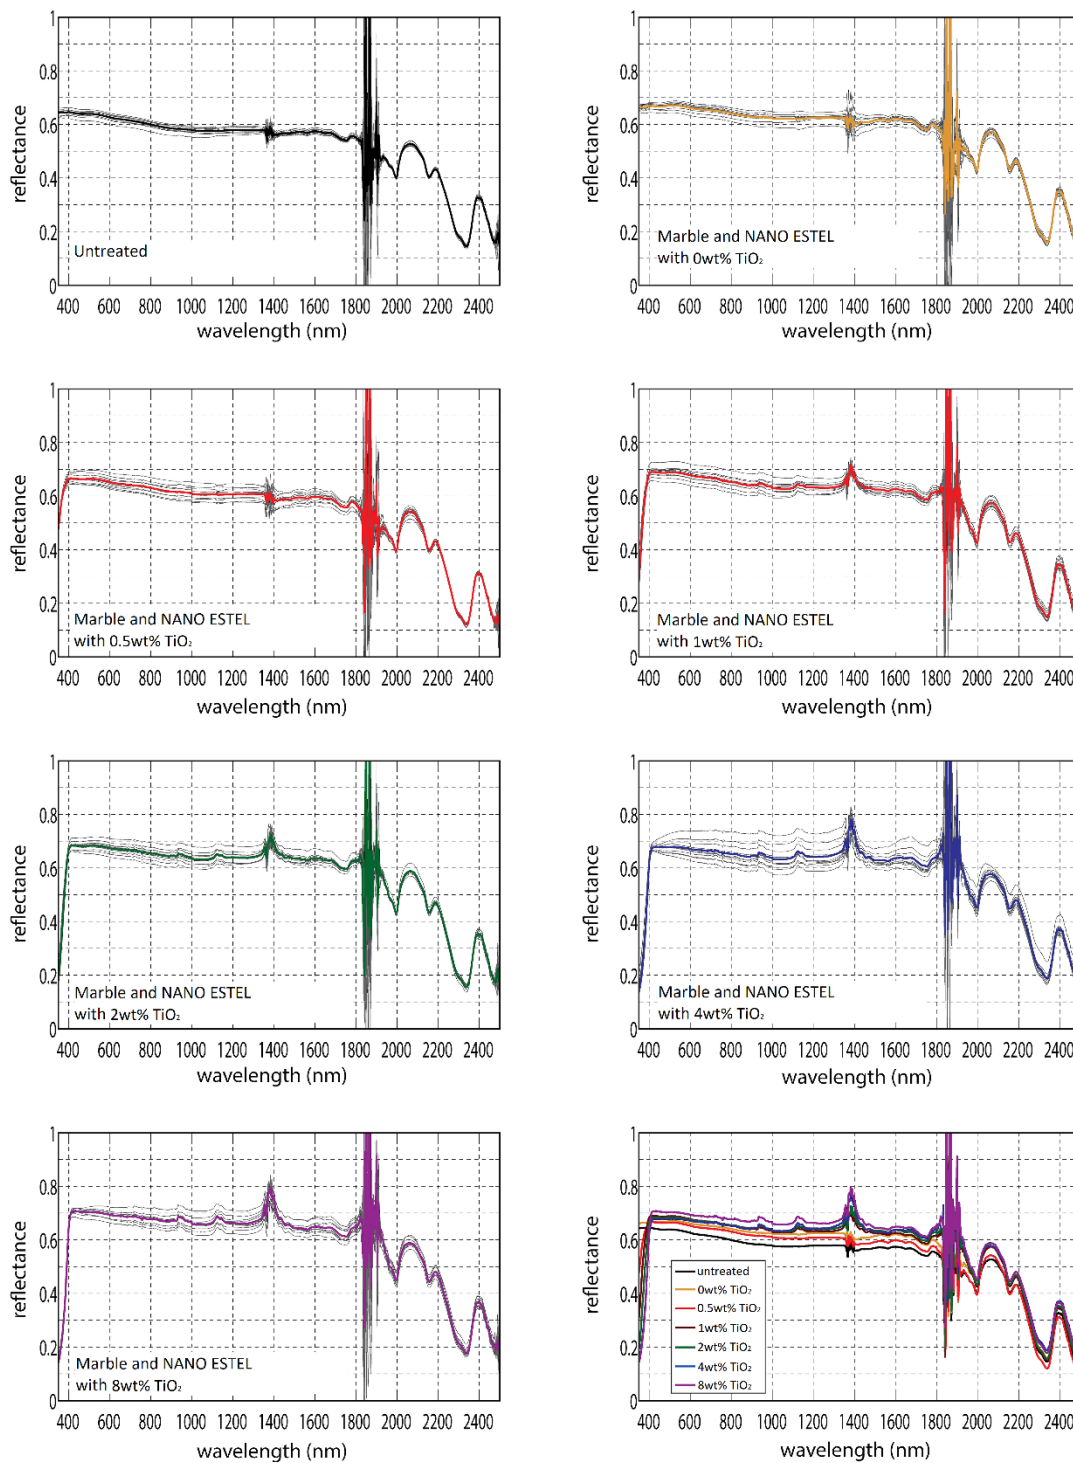 1
0.8
0.6
0.4
0.2
0
reflectance
Untreated
400 600 800 1000 1200 1400 1600 1800 2000 2200 2400
wavelength (nm)
1
0.8
0.6
0.4
0.2
0
reflectance
Marble and NANO ESTEL
with 0wt% TiO₂
400 600 800 1000 1200 1400 1600 1800 2000 2200 2400
wavelength (nm)
1
0.8
0.6
0.4
0.2
0
reflectance
Marble and NANO ESTEL
with 0.5wt% TiO₂
400 600 800 1000 1200 1400 1600 1800 2000 2200 2400
wavelength (nm)
1
0.8
0.6
0.4
0.2
0
reflectance
Marble and NANO ESTEL
with 1wt% TiO₂
400 600 800 1000 1200 1400 1600 1800 2000 2200 2400
wavelength (nm)
1
0.8
0.6
0.4
0.2
0
reflectance
Marble and NANO ESTEL
with 2wt% TiO₂
400 600 800 1000 1200 1400 1600 1800 2000 2200 2400
wavelength (nm)
1
0.8
0.6
0.4
0.2
0
reflectance
Marble and NANO ESTEL
with 4wt% TiO₂
400 600 800 1000 1200 1400 1600 1800 2000 2200 2400
wavelength (nm)
1
0.8
0.6
0.4
0.2
0
reflectance
Marble and NANO ESTEL
with 8wt% TiO₂
400 600 800 1000 1200 1400 1600 1800 2000 2200 2400
wavelength (nm)
1
0.8
0.6
0.4
0.2
0
reflectance
untreated
0wt% TiO₂
0.5wt% TiO₂
1wt% TiO₂
2wt% TiO₂
4wt% TiO₂
8wt% TiO₂
400 600 800 1000 1200 1400 1600 1800 2000 2200 2400
wavelength (nm)